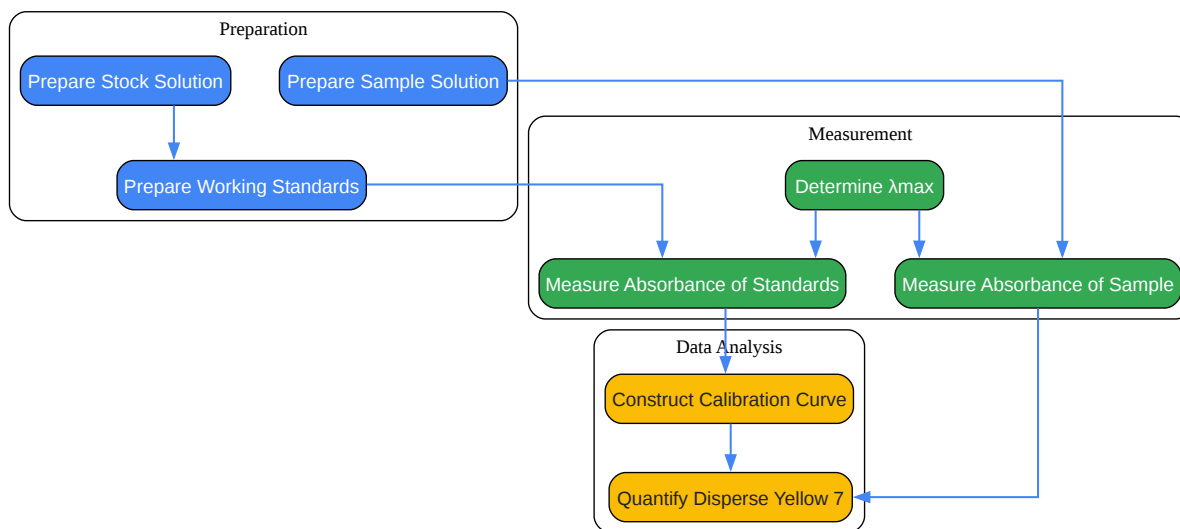 Preparation
Prepare Stock Solution
Prepare Sample Solution
Prepare Working Standards
Measurement
Determine λmax
Measure Absorbance of Standards
Measure Absorbance of Sample
Data Analysis
Construct Calibration Curve
Quantify Disperse Yellow 7